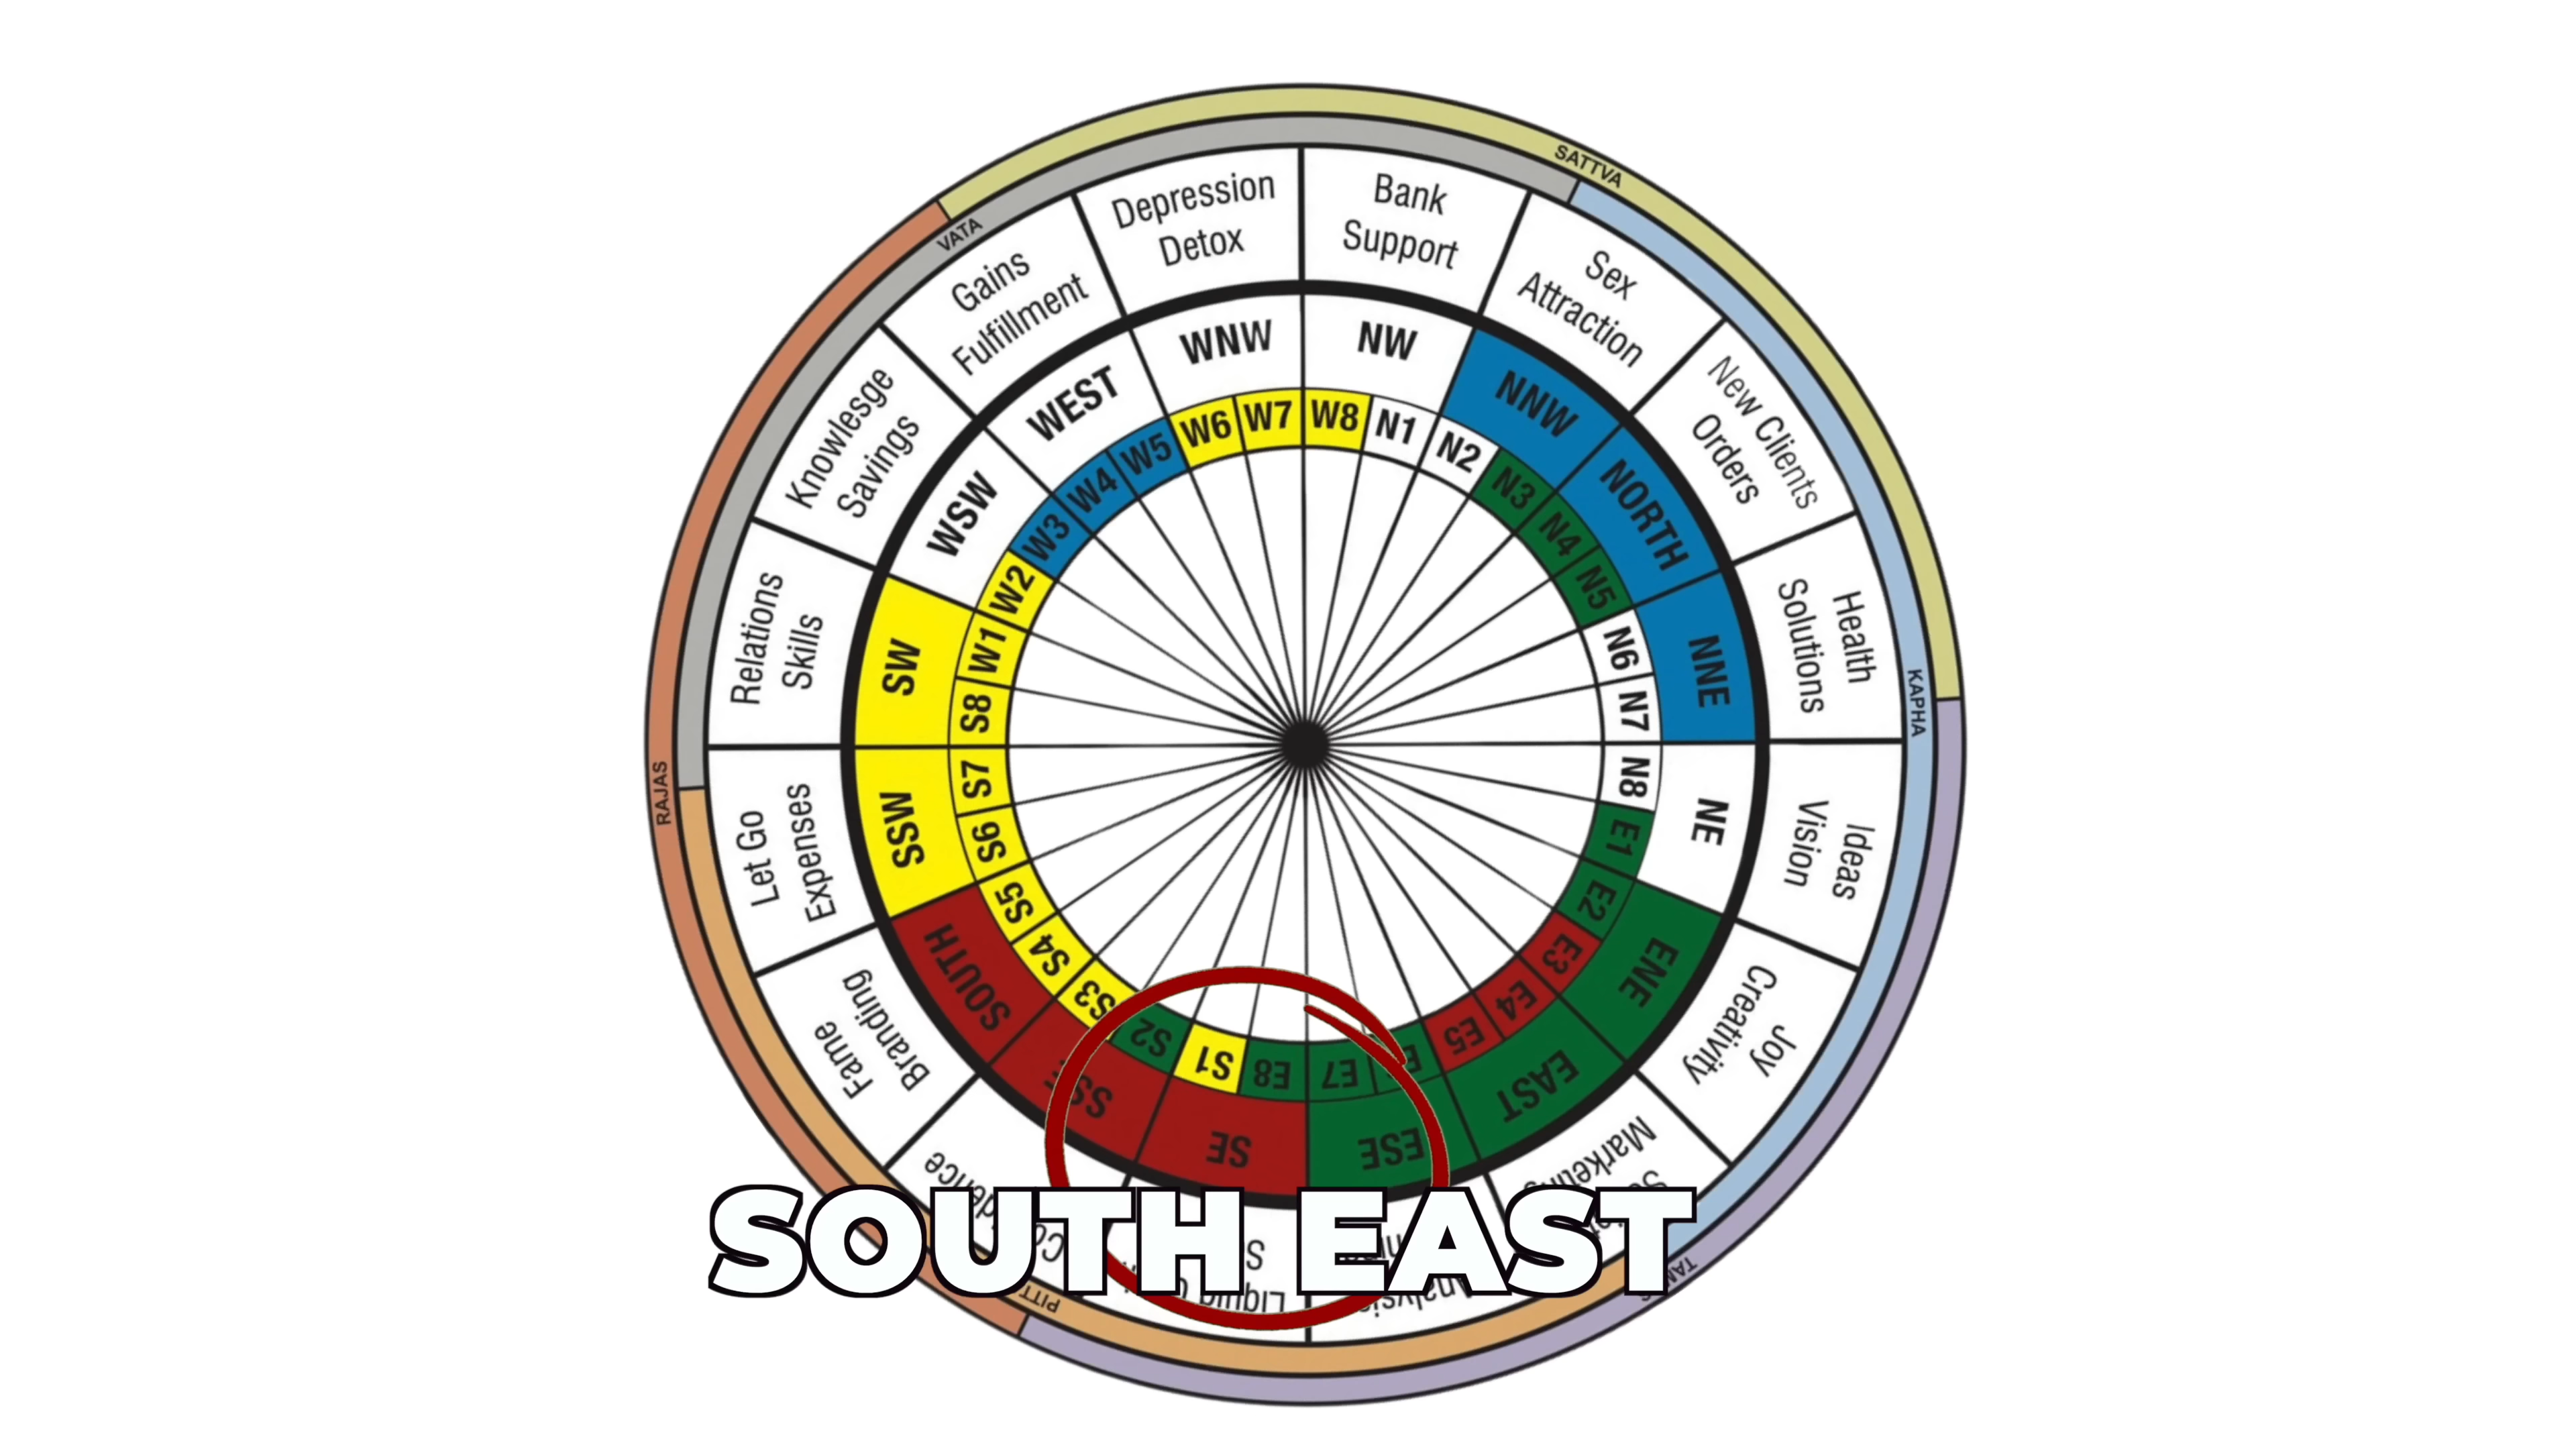 SATTVA
VATA
KAPHA
RAJAS
Depression
Detox
Bank
Support
Sex
Attraction
New Clients
Orders
Health
Solutions
Ideas
Vision
Joy
Creativity
Fame
Branding
Let Go
Expenses
Relations
Skills
Knowlesge
Savings
Gains
Fulfillment
WNW
NW
NNW
NORTH
NNE
NE
ENE
EAST
ESE
SE
SOUTH
SSW
SW
WSW
WEST
W6
W7
W8
N1
N2
N3
N4
N5
N6
N7
N8
E1
E2
E3
E4
E5
E7
E8
S1
S2
S3
S4
S5
S6
S7
S8
W1
W2
W3
W4
W5
SOUTH EAST